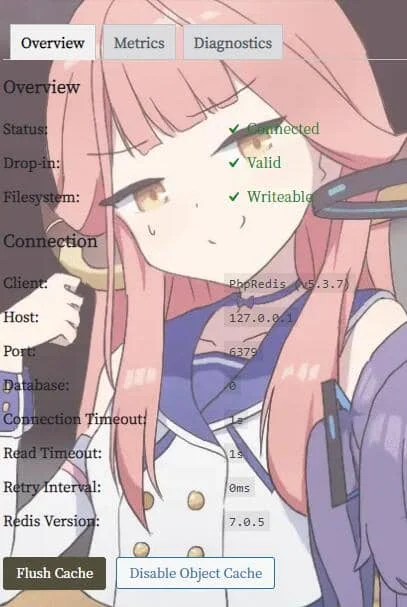 Overview Metrics Diagnostics
Overview
Status: Connected
Drop-in: Valid
Filesystem: Writeable
Connection
Client: PhpRedis (v5.3.7)
Host: 127.0.0.1
Port: 6379
Database: 0
Connection Timeout: 1s
Read Timeout: 1s
Retry Interval: 0ms
Redis Version: 7.0.5
Flush Cache Disable Object Cache